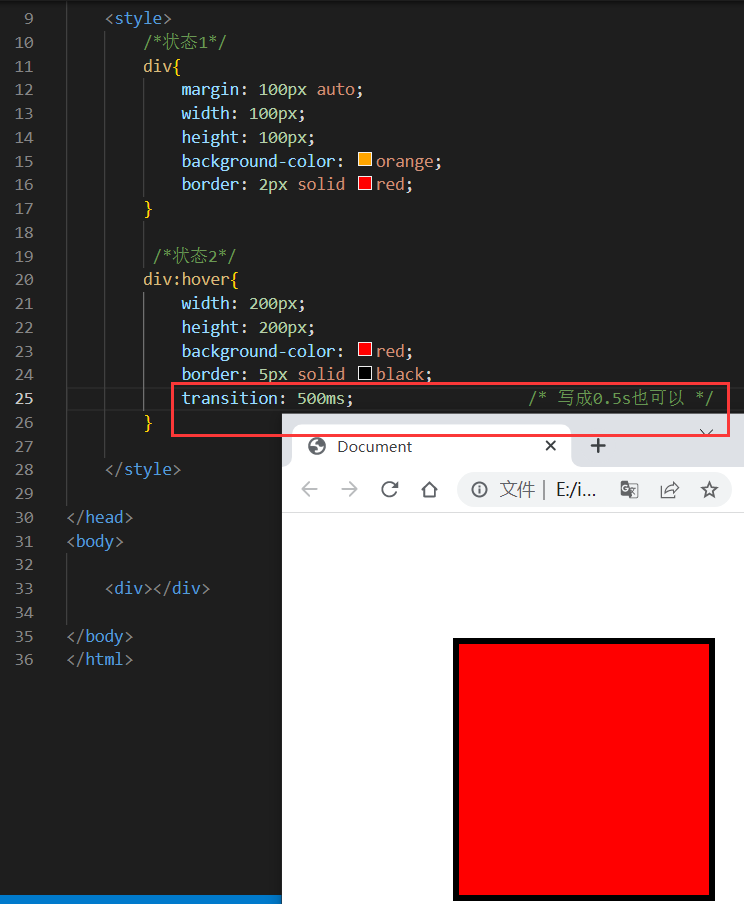 9 <style>
10 /*状态1*/
11 div{
12 margin: 100px auto;
13 width: 100px;
14 height: 100px;
15 background-color: orange;
16 border: 2px solid red;
17 }
18
19 /*状态2*/
20 div:hover{
21 width: 200px;
22 height: 200px;
23 background-color: red;
24 border: 5px solid black;
25 transition: 500ms; /* 写成0.5s也可以 */
26 }
27
28 </style>
29
30 </head>
31 <body>
32
33 <div></div>
34
35 </body>
36 </html>
Document
文件 | E:/i...